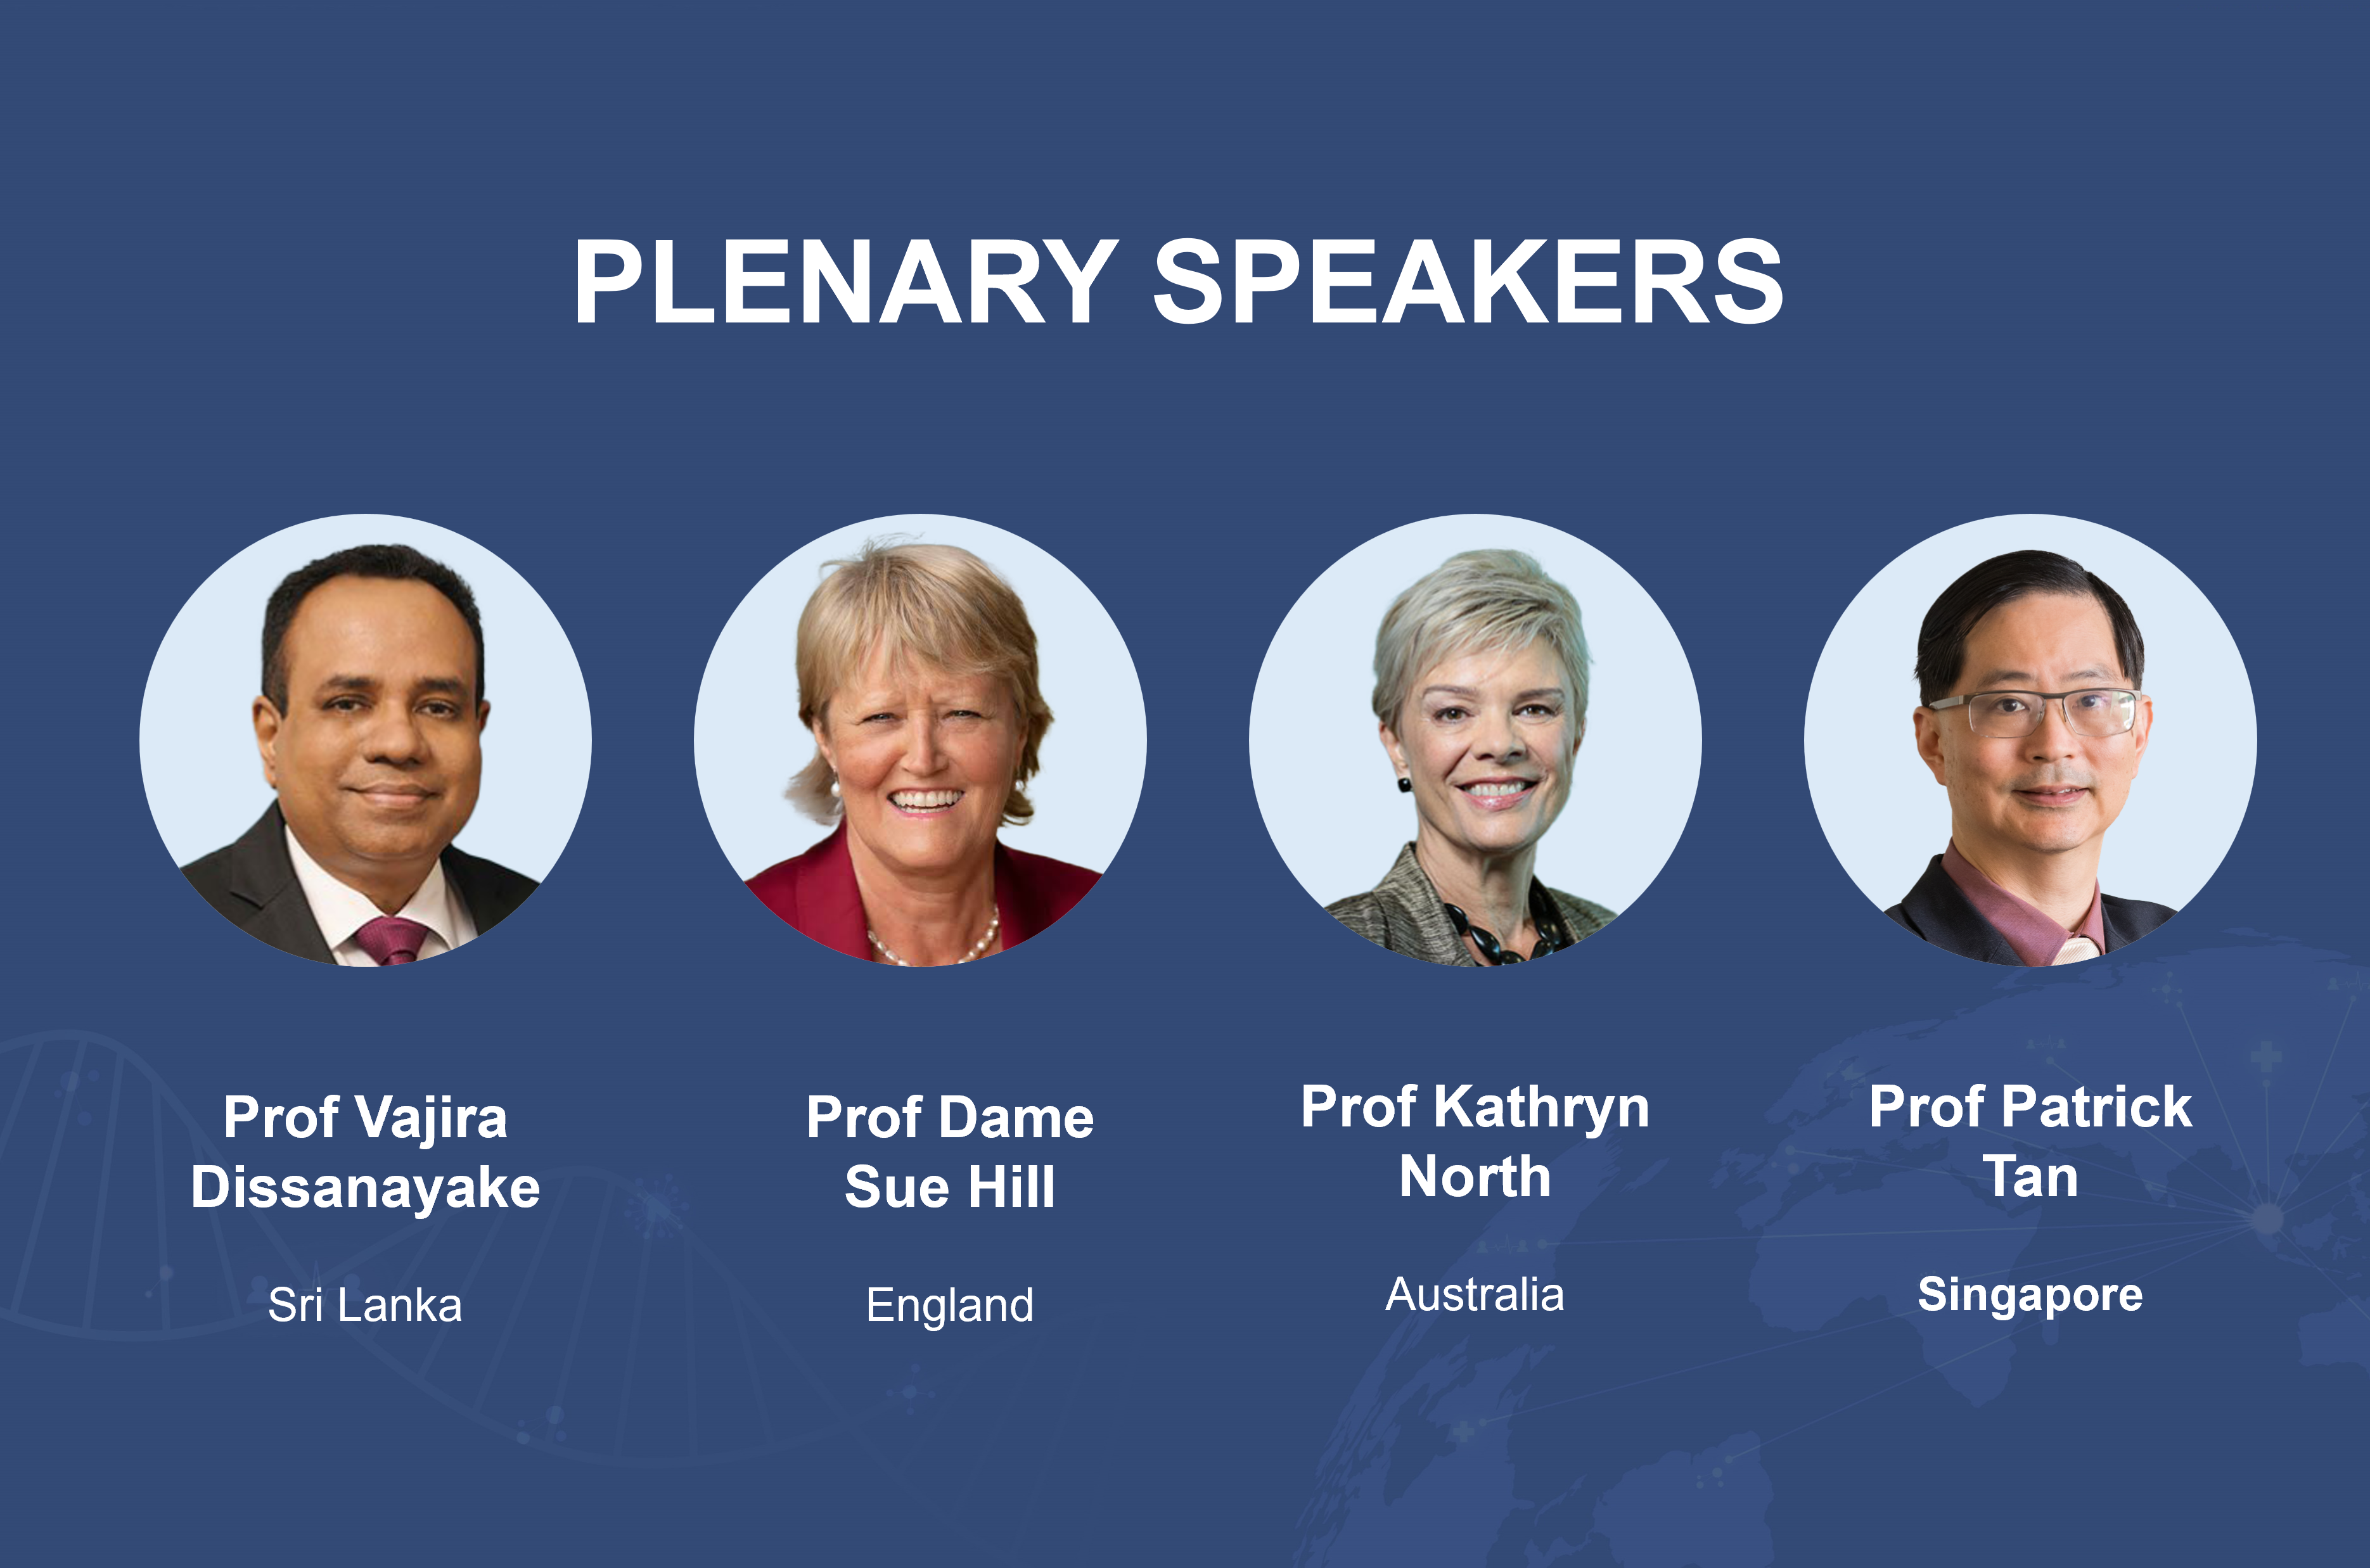 PLENARY SPEAKERS
Prof Vajira
Dissanayake
Sri Lanka
Prof Dame
Sue Hill
England
Prof Kathryn
North
Australia
Prof Patrick
Tan
Singapore